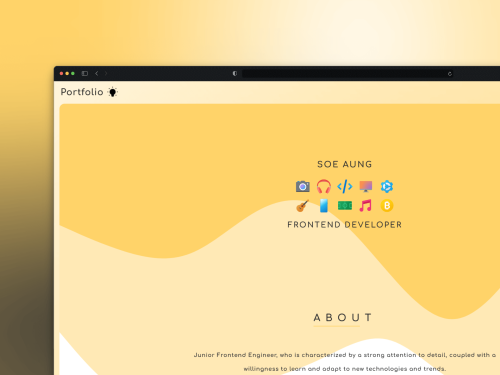 Portfolio
SOE AUNG
FRONTEND DEVELOPER
ABOUT
Junior Frontend Engineer, who is characterized by a strong attention to detail, coupled with a
willingness to learn and adapt to new technologies and trends.